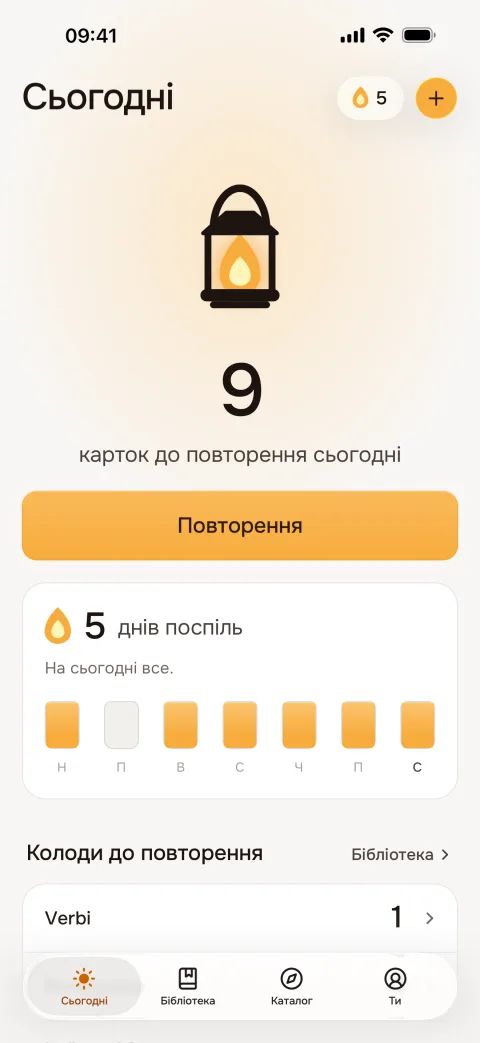 09:41
Сьогодні
5
9
карток до повторення сьогодні
Повторення
5 днів поспіль
На сьогодні все.
Н П В С Ч П С
Колоди до повторення
Бібліотека
Verbi
1
Сьогодні
Бібліотека
Каталог
Ти